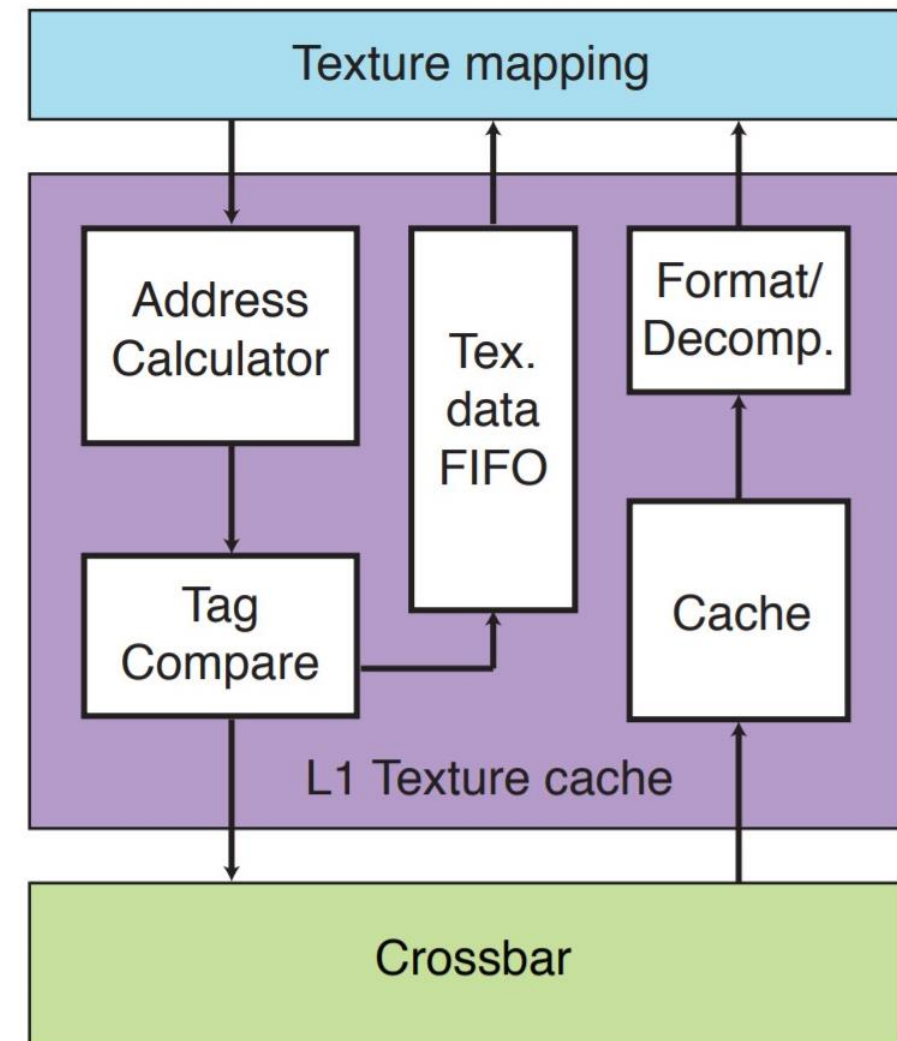 Texture mapping
Address
Calculator
Tex.
data
FIFO
Format/
Decomp.
Tag
Compare
Cache
L1 Texture cache
Crossbar